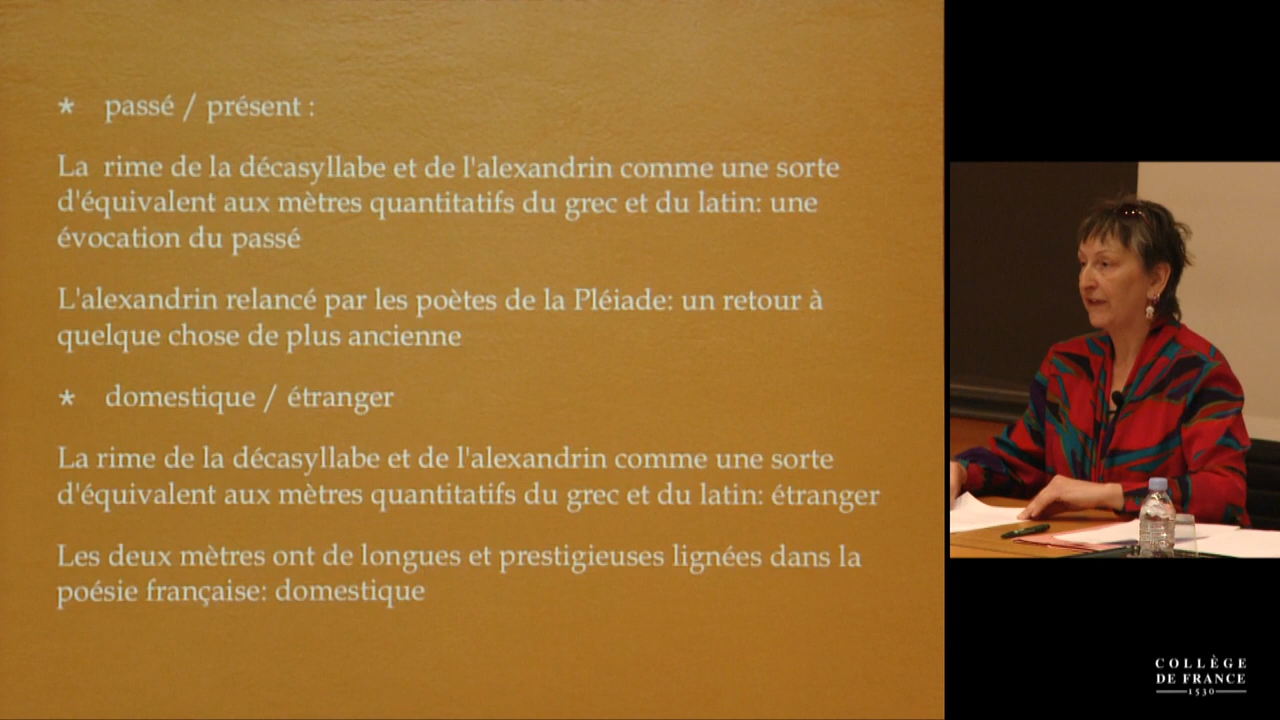 * passé / présent :
La rime de la décasyllabe et de l'alexandrin comme une sorte
d'équivalent aux mètres quantitatifs du grec et du latin: une
évocation du passé
L'alexandrin relancé par les poètes de la Pléiade: un retour à
quelque chose de plus ancienne
* domestique / étranger
La rime de la décasyllabe et de l'alexandrin comme une sorte
d'équivalent aux mètres quantitatifs du grec et du latin: étranger
Les deux mètres ont de longues et prestigieuses lignées dans la
poésie française: domestique
COLLÈGE
DE FRANCE
1530